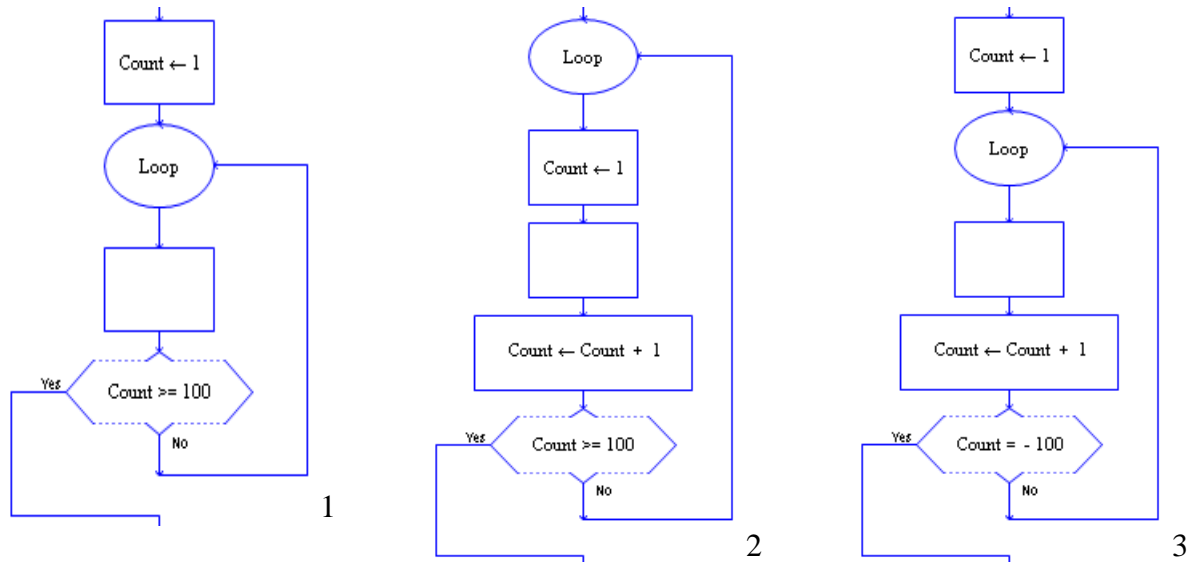 Count ← 1
Loop
Count >= 100
Yes
No
1
Loop
Count ← 1
Count ← Count + 1
Count >= 100
Yes
No
2
Count ← 1
Loop
Count ← Count + 1
Count = - 100
Yes
No
3